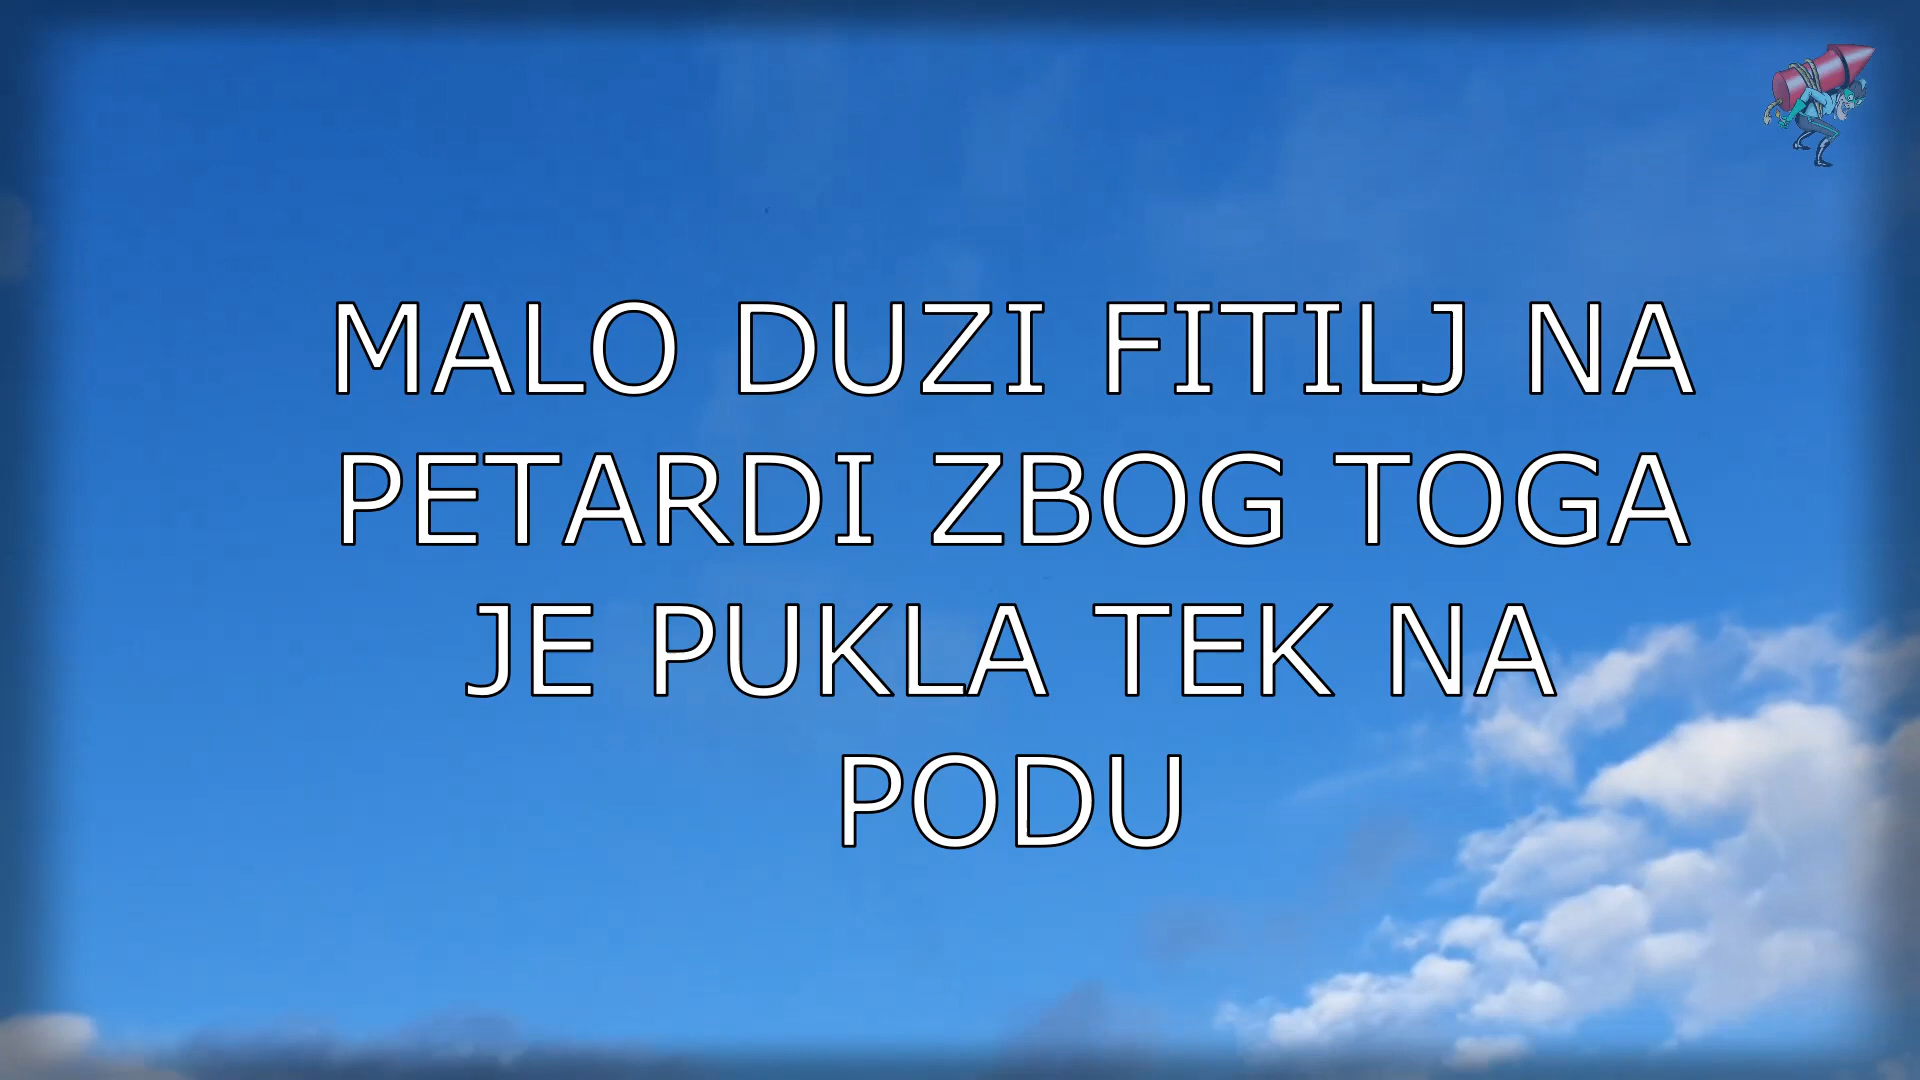 MALO DUZI FITILJ NA
PETARDI ZBOG TOGA
JE PUKLA TEK NA
PODU